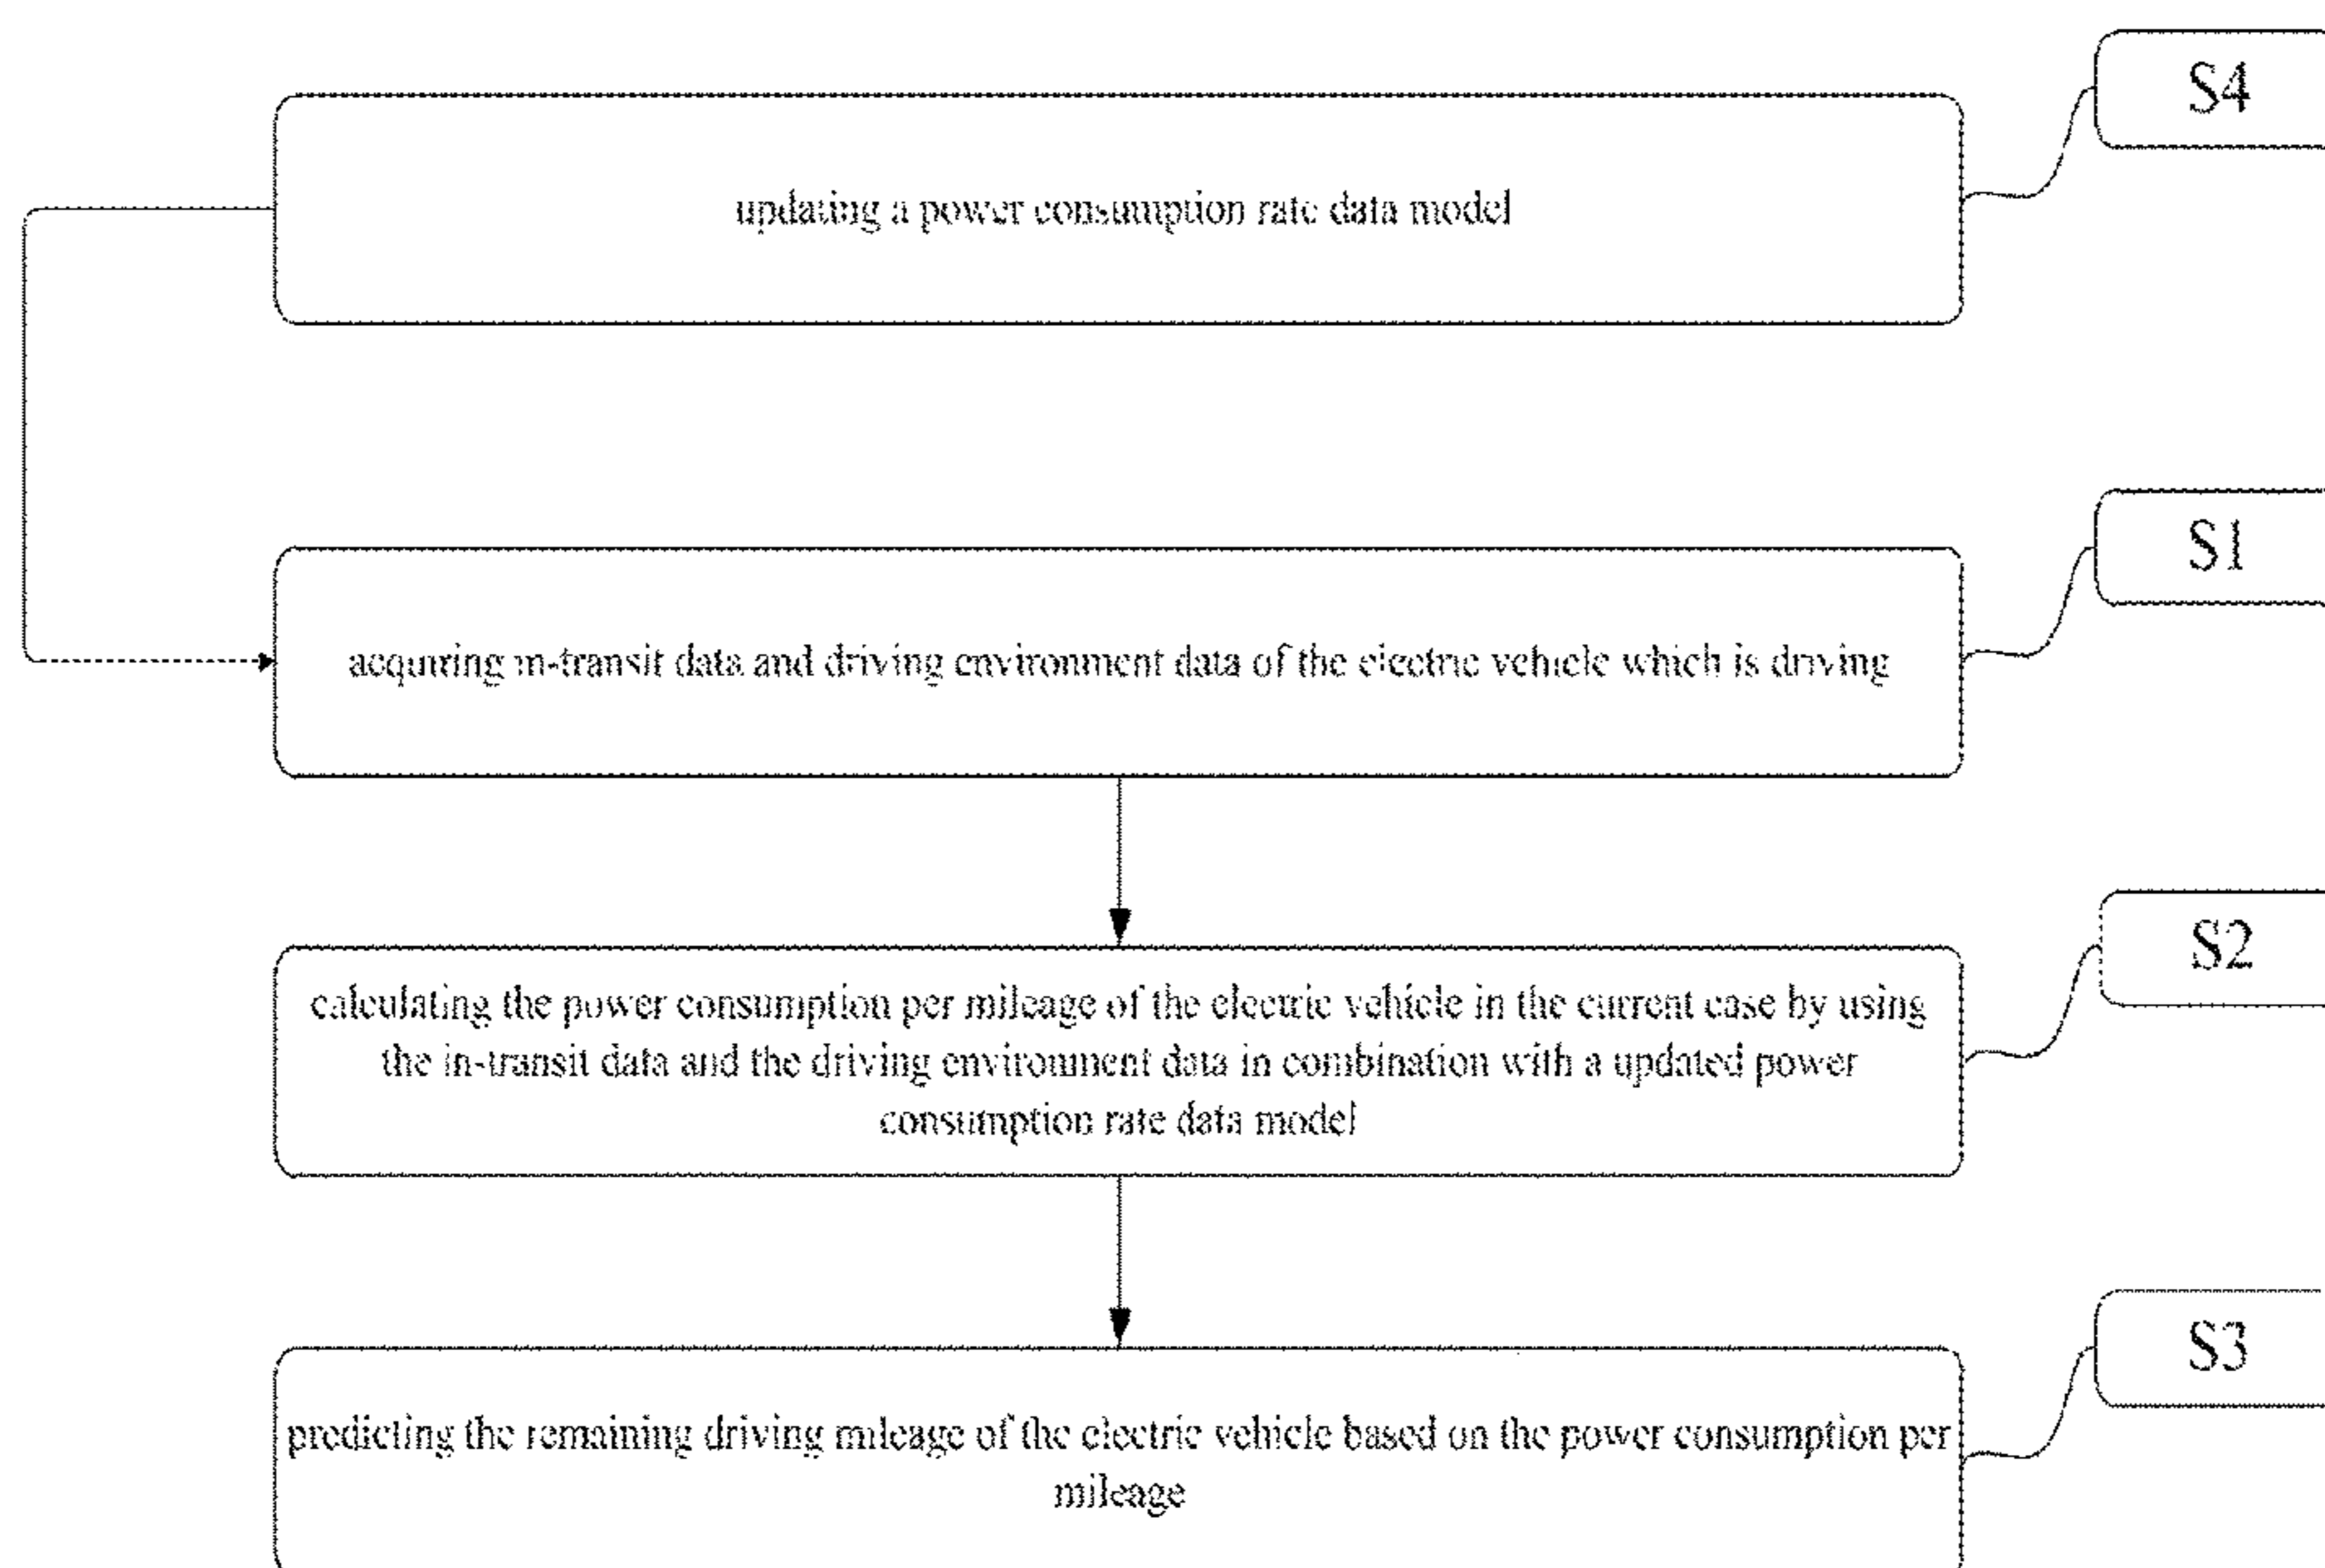 S4
updating a power consumption rate data model
S1
acquiring in-transit data and driving environment data of the electric vehicle which is driving
S2
calculating the power consumption per mileage of the electric vehicle in the current case by using
the in-transit data and the driving environment data in combination with a updated power
consumption rate data model
S3
predicting the remaining driving mileage of the electric vehicle based on the power consumption per
mileage